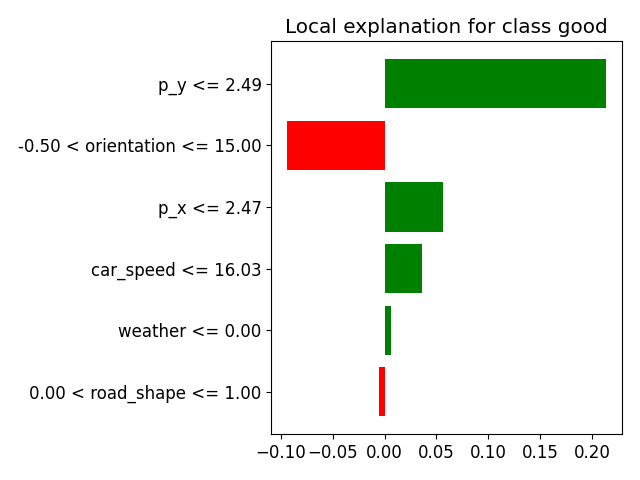 Local explanation for class good
p_y <= 2.49
-0.50 < orientation <= 15.00
p_x <= 2.47
car_speed <= 16.03
weather <= 0.00
0.00 < road_shape <= 1.00
−0.10 −0.05 0.00 0.05 0.10 0.15 0.20